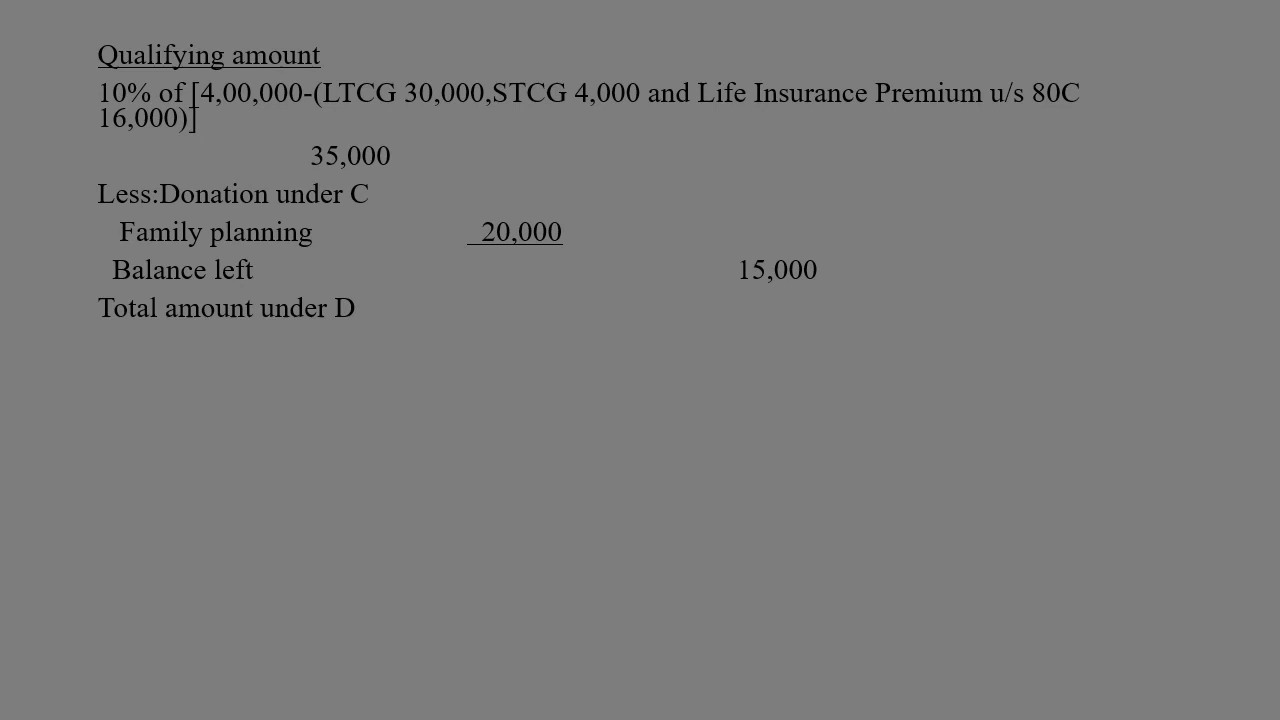 Qualifying amount
10% of [4,00,000-(LTCG 30,000,STCG 4,000 and Life Insurance Premium u/s 80C
16,000)]
35,000
Less:Donation under C
Family planning 20,000
Balance left 15,000
Total amount under D